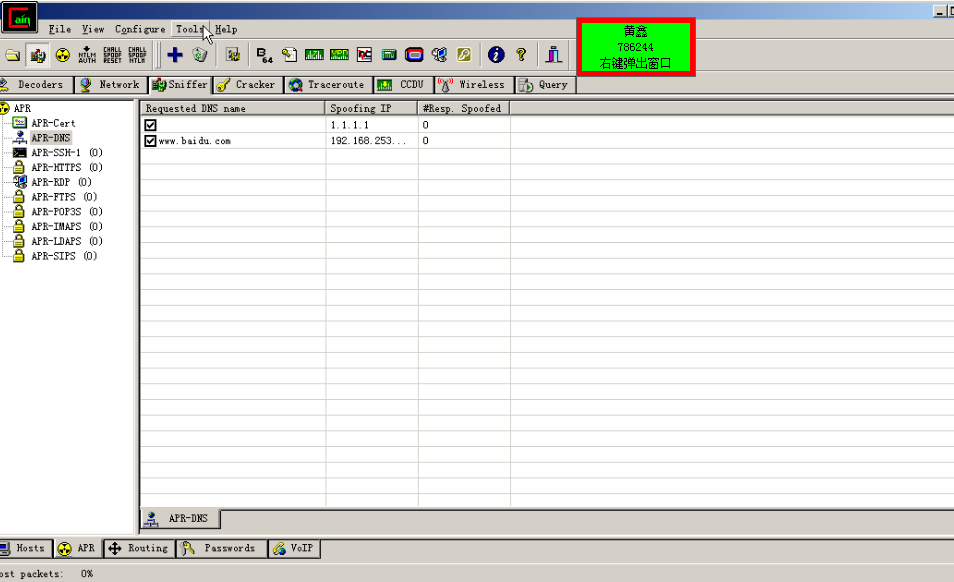 Cain
File View Configure Tools Help
黄鑫
786244
右键弹出窗口
NTLM AUTH
CHALL SPOOF RESET
CHALL SPOOF NTLM
B 64
Decoders Network Sniffer Cracker Traceroute CCDU Wireless Query
APR
APR-Cert
APR-DNS
APR-SSH-1 (0)
APR-HTTPS (0)
APR-RDP (0)
APR-FTPS (0)
APR-POP3S (0)
APR-IMAPS (0)
APR-LDAPS (0)
APR-SIPS (0)
Requested DNS name Spoofing IP #Resp. Spoofed
1.1.1.1 0
www.baidu.com 192.168.253... 0
APR-DNS
Hosts APR Routing Passwords VoIP
ost packets: 0%